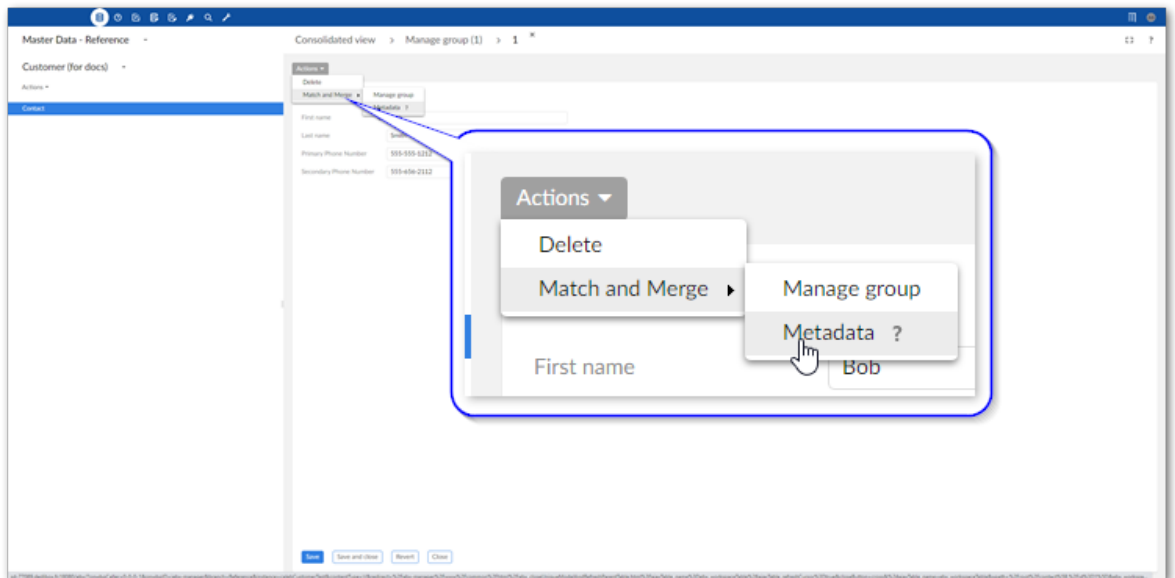 Master Data - Reference
Consolidated view > Manage group (1) > 1 ×
?
Customer (for docs)
Actions
Contact
Actions
Delete
Match and Merge
Manage group
Metadata ?
First name
Last name
Smith
Primary Phone Number
555-555-1212
Secondary Phone Number
555-656-2112
Actions
Delete
Match and Merge
Manage group
Metadata ?
First name
Bob
Save
Save and close
Revert
Close